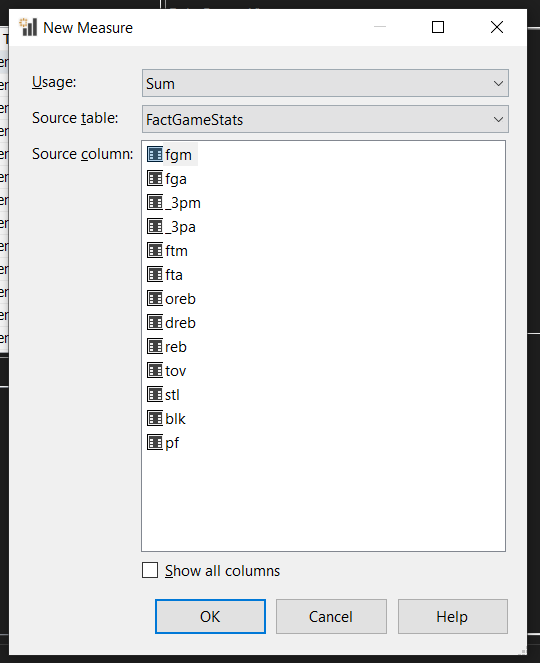 New Measure
Usage:
Sum
Source table:
FactGameStats
Source column:
fgm
fga
_3pm
_3pa
ftm
fta
oreb
dreb
reb
tov
stl
blk
pf
Show all columns
OK
Cancel
Help